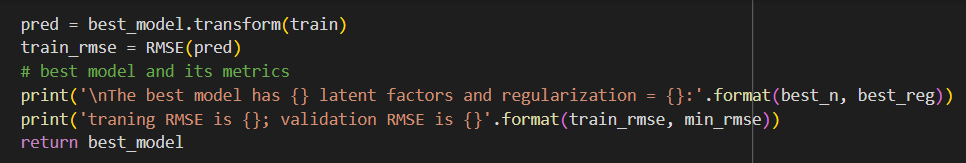 pred = best_model.transform(train)
train_rmse = RMSE(pred)
# best model and its metrics
print('\nThe best model has {} latent factors and regularization = {}:'.format(best_n, best_reg))
print('traning RMSE is {}; validation RMSE is {}'.format(train_rmse, min_rmse))
return best_model